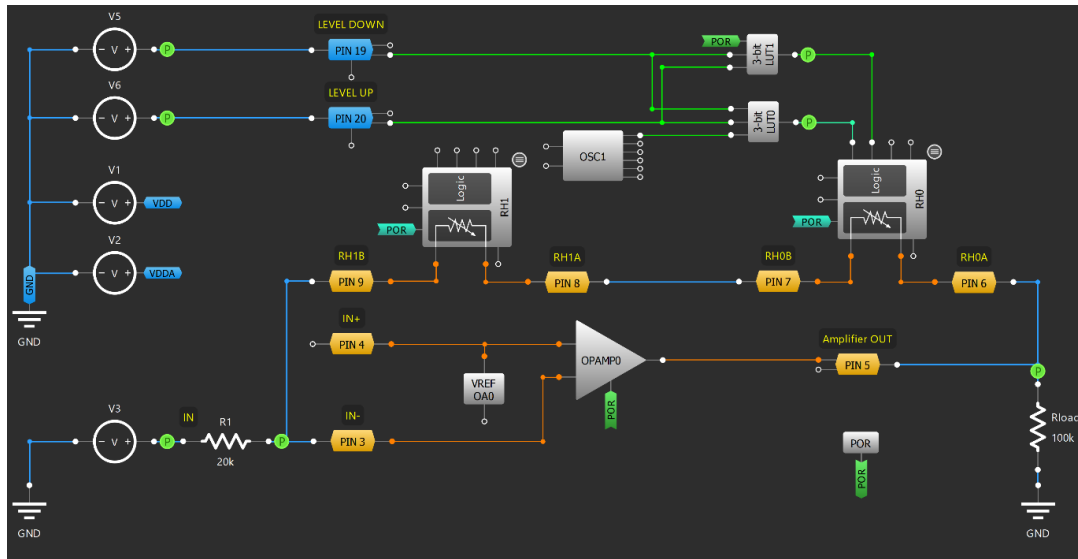 V5
V
LEVEL DOWN
PIN 19
P
POR
3-bit
LUT1
P
V6
V
LEVEL UP
PIN 20
P
3-bit
LUT0
P
OSC1
V1
V
VDD
Logic
RH1
POR
Logic
RH0
POR
V2
V
VDDA
GND
GND
RH1B
PIN 9
RH1A
PIN 8
RH0B
PIN 7
RH0A
PIN 6
IN+
PIN 4
OPAMP0
Amplifier OUT
PIN 5
P
VREF
OA0
POR
V3
V
P
IN
R1
20k
P
IN-
PIN 3
POR
POR
Rload
100k
GND
GND